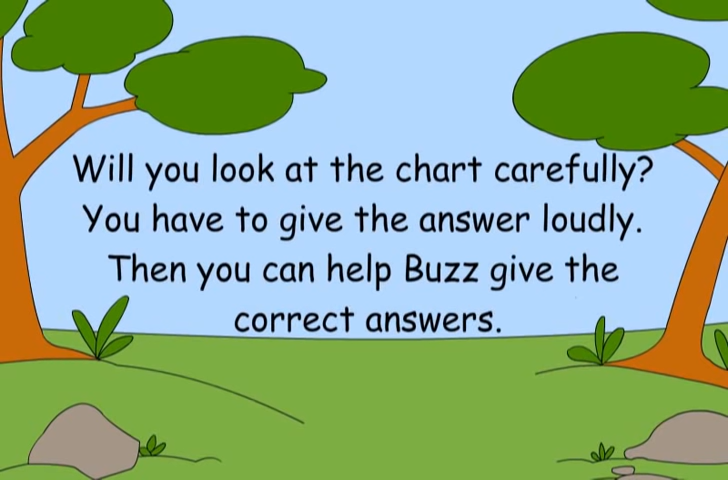 Will you look at the chart carefully?
You have to give the answer loudly.
Then you can help Buzz give the
correct answers.